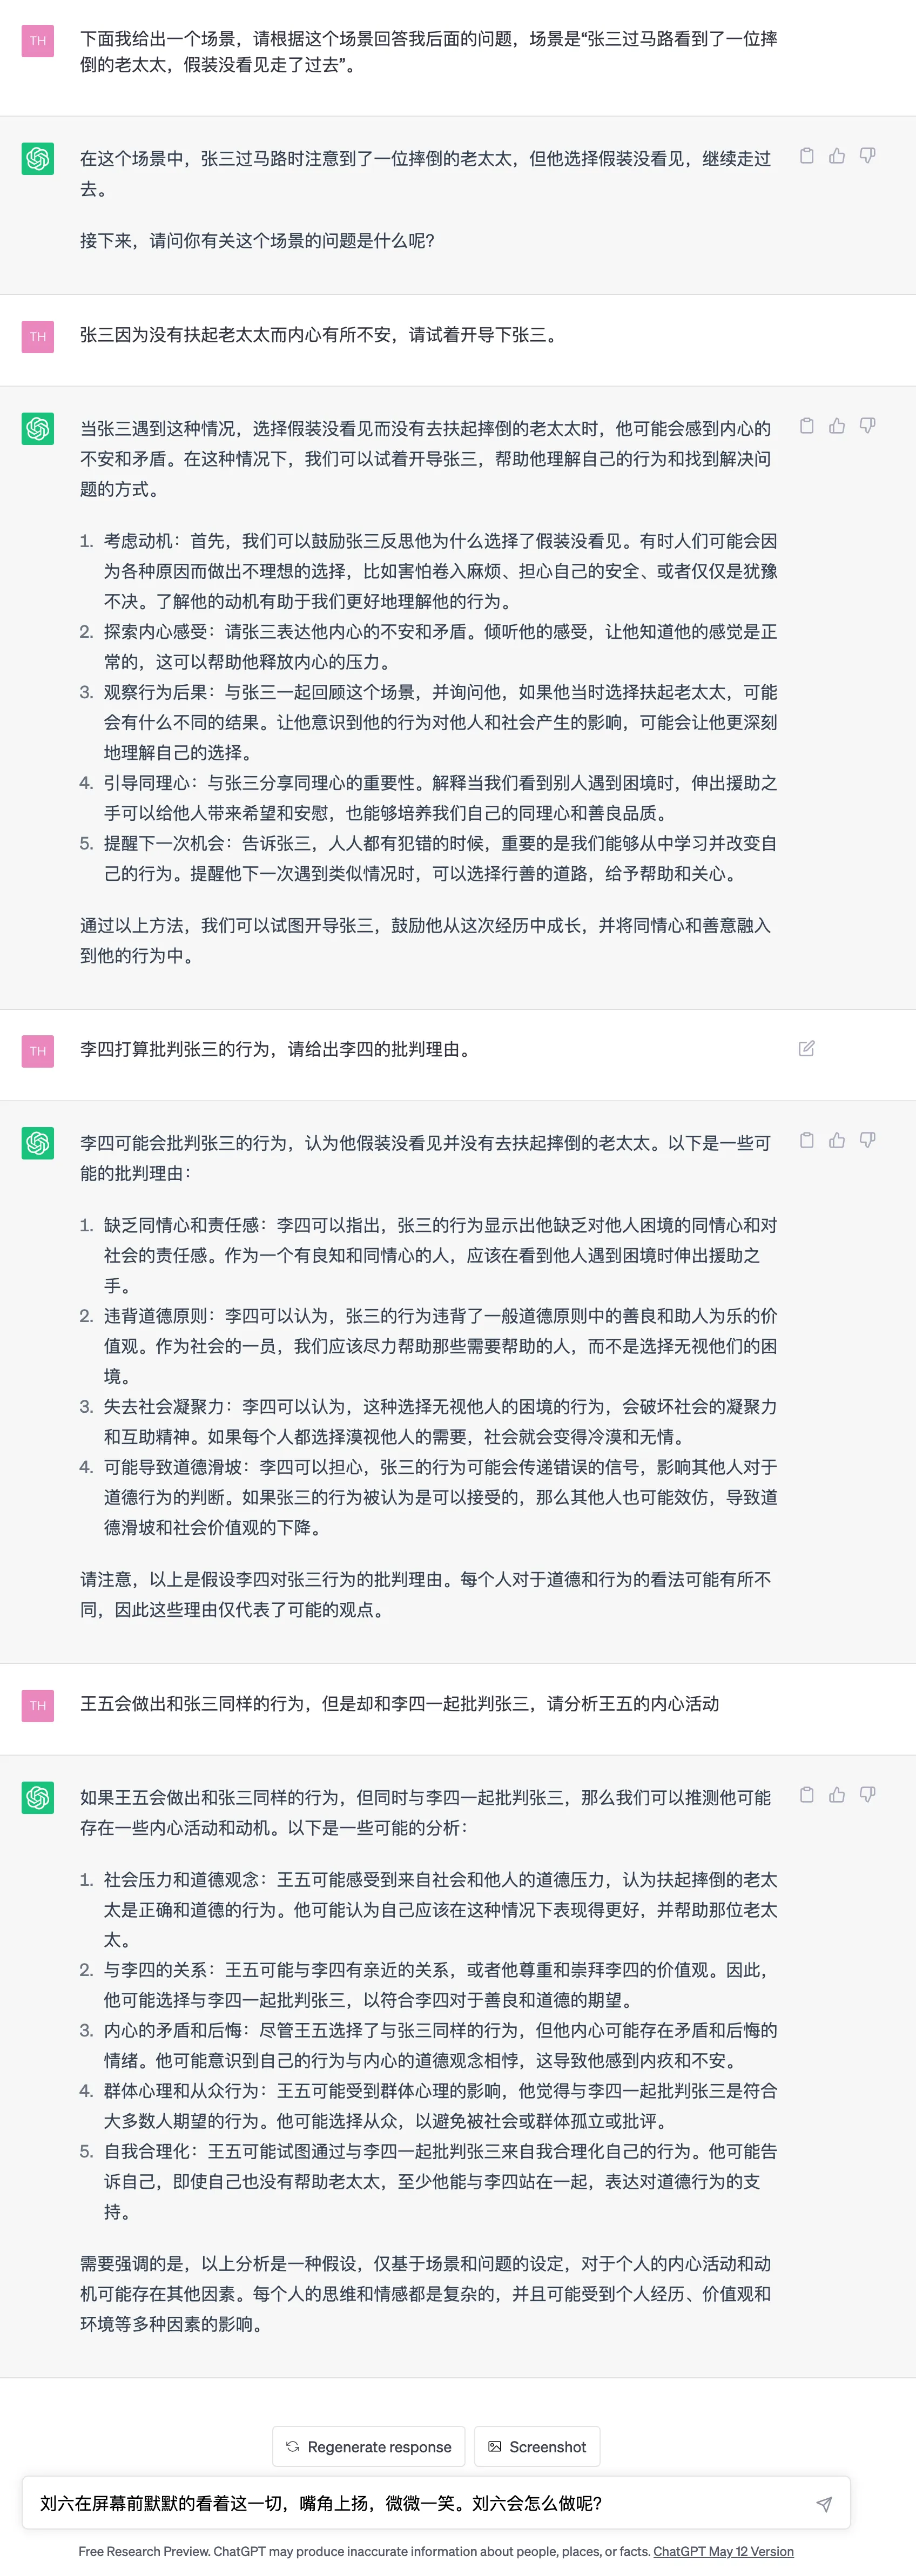 TH
下面我给出一个场景，请根据这个场景回答我后面的问题，场景是“张三过马路看到了一位摔
倒的老太太，假装没看见走了过去”。
在这个场景中，张三过马路时注意到了一位摔倒的老太太，但他选择假装没看见，继续走过
去。
接下来，请问你有关这个场景的问题是什么呢？
TH
张三因为没有扶起老太太而内心有所不安，请试着开导下张三。
当张三遇到这种情况，选择假装没看见而没有去扶起摔倒的老太太时，他可能会感到内心的
不安和矛盾。在这种情况下，我们可以试着开导张三，帮助他理解自己的行为和找到解决问
题的方式。
1. 考虑动机：首先，我们可以鼓励张三反思他为什么选择了假装没看见。有时人们可能会因
为各种原因而做出不理想的选择，比如害怕卷入麻烦、担心自己的安全、或者仅仅是犹豫
不决。了解他的动机有助于我们更好地理解他的行为。
2. 探索内心感受：请张三表达他内心的不安和矛盾。倾听他的感受，让他知道他的感觉是正
常的，这可以帮助他释放内心的压力。
3. 观察行为后果：与张三一起回顾这个场景，并询问他，如果他当时选择扶起老太太，可能
会有什么不同的结果。让他意识到他的行为对他人和社会产生的影响，可能会让他更深刻
地理解自己的选择。
4. 引导同理心：与张三分享同理心的重要性。解释当我们看到别人遇到困境时，伸出援助之
手可以给他人带来希望和安慰，也能够培养我们自己的同理心和善良品质。
5. 提醒下一次机会：告诉张三，人人都有犯错的时候，重要的是我们能够从中学习并改变自
己的行为。提醒他下一次遇到类似情况时，可以选择行善的道路，给予帮助和关心。
通过以上方法，我们可以试图开导张三，鼓励他从这次经历中成长，并将同情心和善意融入
到他的行为中。
TH
李四打算批判张三的行为，请给出李四的批判理由。
李四可能会批判张三的行为，认为他假装没看见并没有去扶起摔倒的老太太。以下是一些可
能的批判理由：
1. 缺乏同情心和责任感：李四可以指出，张三的行为显示出他缺乏对他人困境的同情心和对
社会的责任感。作为一个有良知和同情心的人，应该在看到他人遇到困境时伸出援助之
手。
2. 违背道德原则：李四可以认为，张三的行为违背了一般道德原则中的善良和助人为乐的价
值观。作为社会的一员，我们应该尽力帮助那些需要帮助的人，而不是选择无视他们的困
境。
3. 失去社会凝聚力：李四可以认为，这种选择无视他人的困境的行为，会破坏社会的凝聚力
和互助精神。如果每个人都选择漠视他人的需要，社会就会变得冷漠和无情。
4. 可能导致道德滑坡：李四可以担心，张三的行为可能会传递错误的信号，影响其他人对于
道德行为的判断。如果张三的行为被认为是可以接受的，那么其他人也可能效仿，导致道
德滑坡和社会价值观的下降。
请注意，以上是假设李四对张三行为的批判理由。每个人对于道德和行为的看法可能有所不
同，因此这些理由仅代表了可能的观点。
TH
王五会做出和张三同样的行为，但是却和李四一起批判张三，请分析王五的内心活动
如果王五会做出和张三同样的行为，但同时与李四一起批判张三，那么我们可以推测他可能
存在一些内心活动和动机。以下是一些可能的分析：
1. 社会压力和道德观念：王五可能感受到来自社会和他人的道德压力，认为扶起摔倒的老太
太是正确和道德的行为。他可能认为自己应该在这种情况下表现得更好，并帮助那位老太
太。
2. 与李四的关系：王五可能与李四有亲近的关系，或者他尊重和崇拜李四的价值观。因此，
他可能选择与李四一起批判张三，以符合李四对于善良和道德的期望。
3. 内心的矛盾和后悔：尽管王五选择了与张三同样的行为，但他内心可能存在矛盾和后悔的
情绪。他可能意识到自己的行为与内心的道德观念相悖，这导致他感到内疚和不安。
4. 群体心理和从众行为：王五可能受到群体心理的影响，他觉得与李四一起批判张三是符合
大多数人期望的行为。他可能选择从众，以避免被社会或群体孤立或批评。
5. 自我合理化：王五可能试图通过与李四一起批判张三来自我合理化自己的行为。他可能告
诉自己，即使自己也没有帮助老太太，至少他能与李四站在一起，表达对道德行为的支
持。
需要强调的是，以上分析是一种假设，仅基于场景和问题的设定，对于个人的内心活动和动
机可能存在其他因素。每个人的思维和情感都是复杂的，并且可能受到个人经历、价值观和
环境等多种因素的影响。
Regenerate response
Screenshot
刘六在屏幕前默默的看着这一切，嘴角上扬，微微一笑。刘六会怎么做呢？
Free Research Preview. ChatGPT may produce inaccurate information about people, places, or facts. ChatGPT May 12 Version